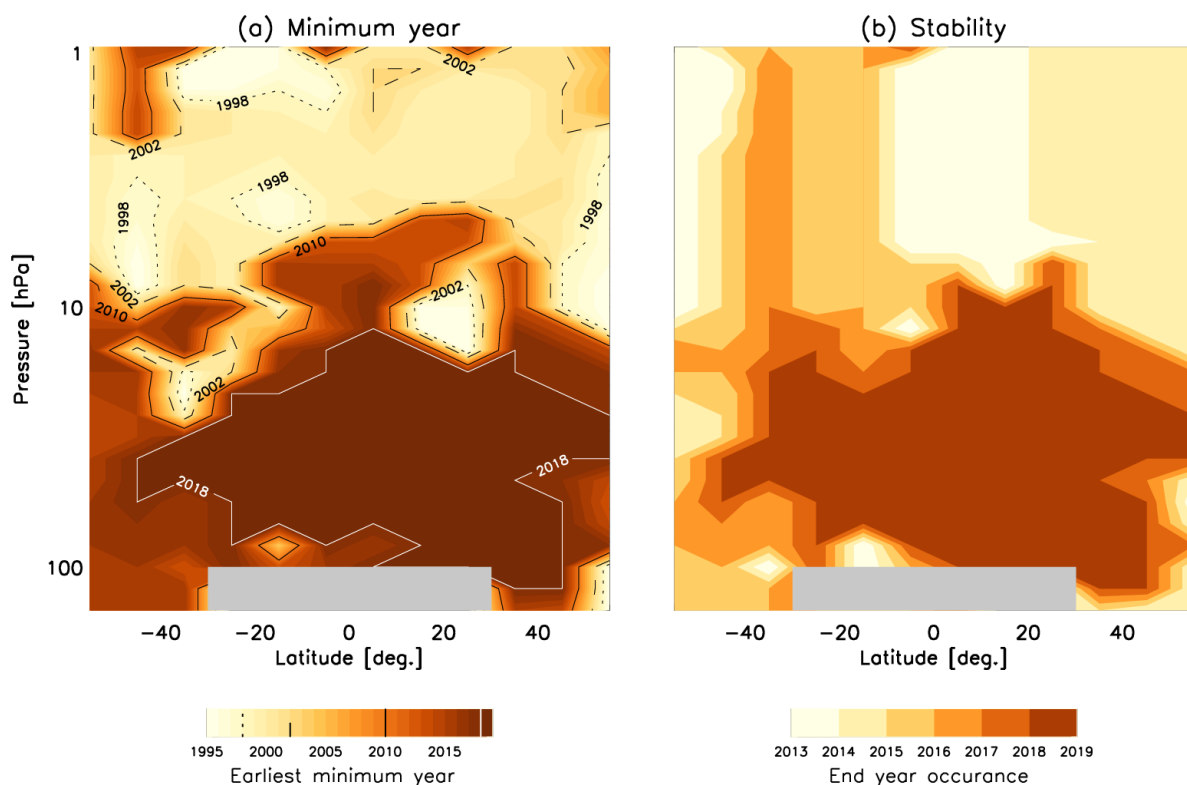 (a) Minimum year
(b) Stability
1
10
100
Pressure [hPa]
2002
1998
2002
1998
1998
1998
2010
2002
2010
2002
2002
2018
2018
−40 −20 0 20 40
Latitude [deg.]
−40 −20 0 20 40
Latitude [deg.]
1995 2000 2005 2010 2015
Earliest minimum year
2013 2014 2015 2016 2017 2018 2019
End year occurance